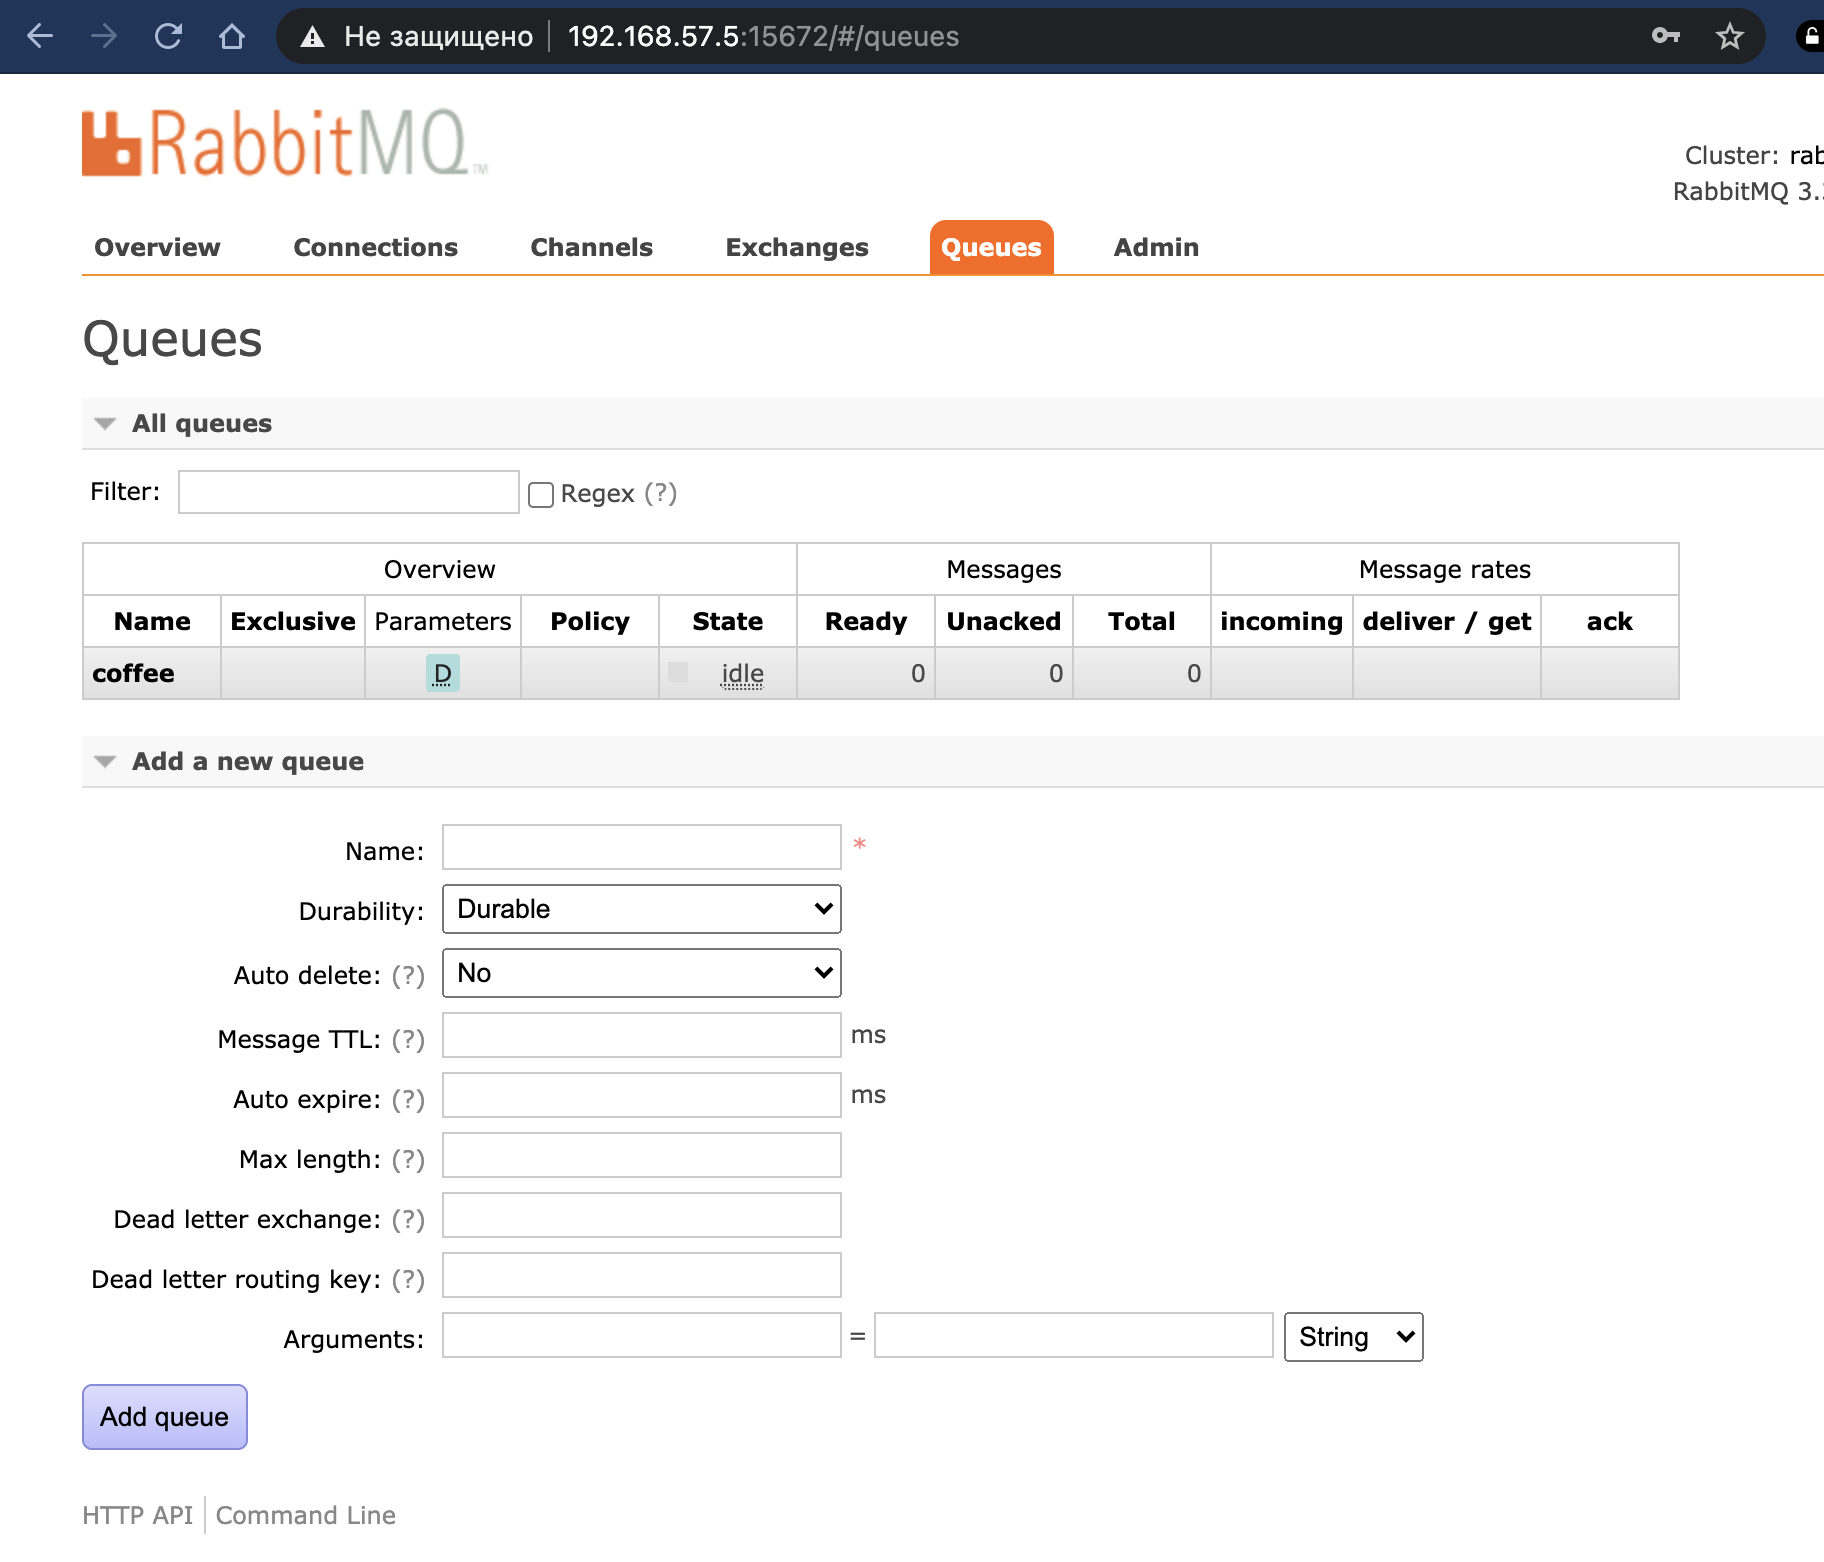 Не защищено 192.168.57.5:15672/#/queues
RabbitMQ™
Cluster: rab
RabbitMQ 3.
Overview Connections Channels Exchanges Queues Admin
Queues
All queues
Filter: Regex (?)
Overview Messages Message rates
Name Exclusive Parameters Policy State Ready Unacked Total incoming deliver / get ack
coffee D idle 0 0 0
Add a new queue
Name: *
Durability: Durable
Auto delete: (?) No
Message TTL: (?) ms
Auto expire: (?) ms
Max length: (?)
Dead letter exchange: (?)
Dead letter routing key: (?)
Arguments: = String
Add queue
HTTP API Command Line